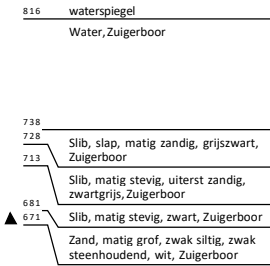 816 waterspiegel
Water, Zuigerboor
738
728
Slib, slap, matig zandig, grijszwart,
Zuigerboor
713
Slib, matig stevig, uiterst zandig,
zwartgrijs, Zuigerboor
681
Slib, matig stevig, zwart, Zuigerboor
671
Zand, matig grof, zwak siltig, zwak
steenhoudend, wit, Zuigerboor